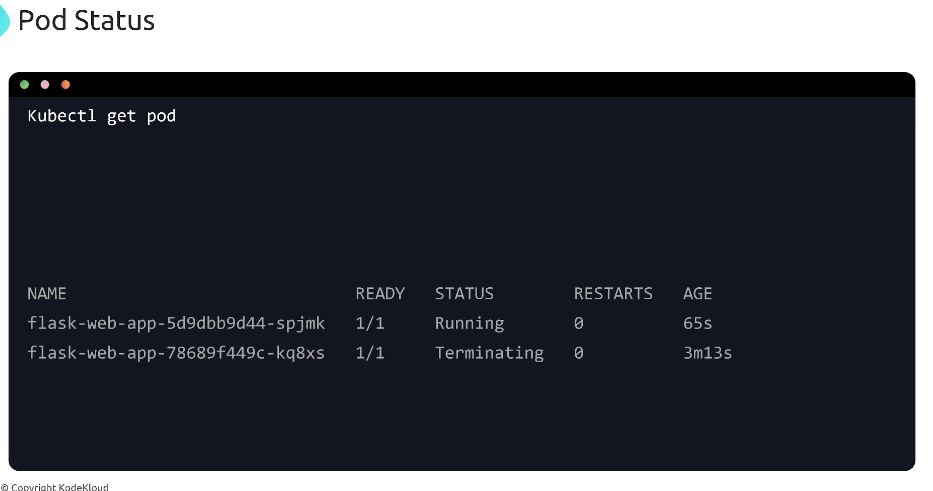 Pod Status
Kubectl get pod
NAME READY STATUS RESTARTS AGE
flask-web-app-5d9dbb9d44-spjmk 1/1 Running 0 65s
flask-web-app-78689f449c-kq8xs 1/1 Terminating 0 3m13s
© Copyright KodeKloud